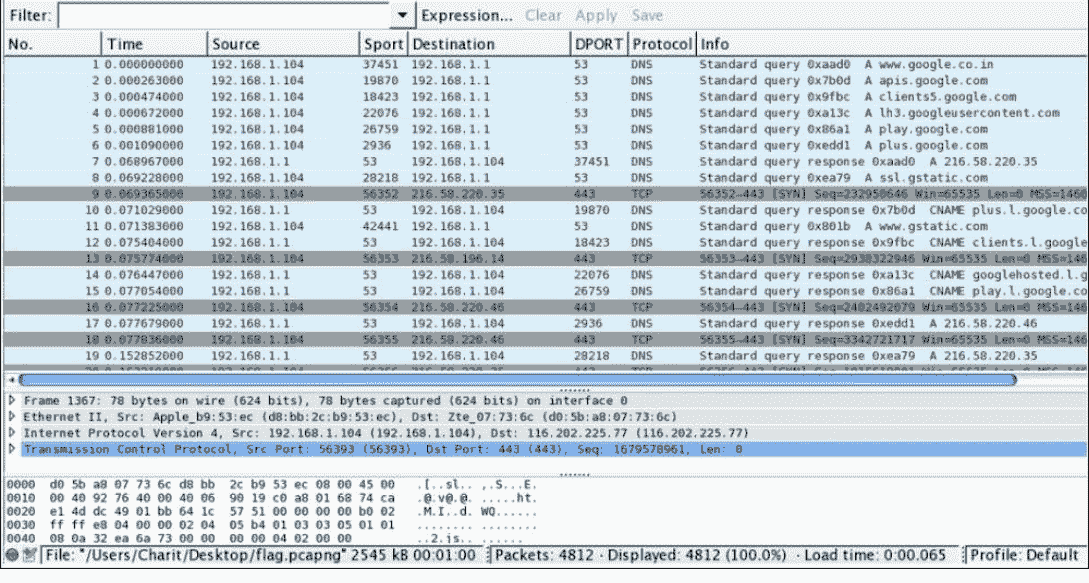 Filter: Expression... Clear Apply Save
No. Time Source Sport Destination DPORT Protocol Info
1 0.000000000 192.168.1.104 37451 192.168.1.1 53 DNS Standard query 0xaad0 A www.google.co.in
2 0.000263000 192.168.1.104 19870 192.168.1.1 53 DNS Standard query 0x7b0d A apis.google.com
3 0.000474000 192.168.1.104 18423 192.168.1.1 53 DNS Standard query 0x9fbc A clients5.google.com
4 0.000672000 192.168.1.104 22076 192.168.1.1 53 DNS Standard query 0xa13c A lh3.googleusercontent.com
5 0.000881000 192.168.1.104 26759 192.168.1.1 53 DNS Standard query 0x86a1 A play.google.com
6 0.001090000 192.168.1.104 2936 192.168.1.1 53 DNS Standard query 0xedd1 A plus.google.com
7 0.068967000 192.168.1.1 53 192.168.1.104 37451 DNS Standard query response 0xaad0 A 216.58.220.35
8 0.069228000 192.168.1.104 28218 192.168.1.1 53 DNS Standard query 0xea79 A ssl.gstatic.com
9 0.069365000 192.168.1.104 56352 216.58.220.35 443 TCP 56352→443 [SYN] Seq=232950646 Win=65535 Len=0 MSS=1460
10 0.071029000 192.168.1.1 53 192.168.1.104 19870 DNS Standard query response 0x7b0d CNAME plus.l.google.co
11 0.071383000 192.168.1.104 42441 192.168.1.1 53 DNS Standard query 0x801b A www.gstatic.com
12 0.075404000 192.168.1.1 53 192.168.1.104 18423 DNS Standard query response 0x9fbc CNAME clients.l.google
13 0.075774000 192.168.1.104 56353 216.58.196.14 443 TCP 56353→443 [SYN] Seq=2938322946 Win=65535 Len=0 MSS=146
14 0.076447000 192.168.1.1 53 192.168.1.104 22076 DNS Standard query response 0xa13c CNAME googlehosted.l.g
15 0.077054000 192.168.1.1 53 192.168.1.104 26759 DNS Standard query response 0x86a1 CNAME play.l.google.co
16 0.077225000 192.168.1.104 56354 216.58.220.46 443 TCP 56354→443 [SYN] Seq=2402492079 Win=65535 Len=0 MSS=146
17 0.077679000 192.168.1.1 53 192.168.1.104 2936 DNS Standard query response 0xedd1 A 216.58.220.46
18 0.077836000 192.168.1.104 56355 216.58.220.46 443 TCP 56355→443 [SYN] Seq=3342721717 Win=65535 Len=0 MSS=146
19 0.152852000 192.168.1.1 53 192.168.1.104 28218 DNS Standard query response 0xea79 A 216.58.220.35
Frame 1367: 78 bytes on wire (624 bits), 78 bytes captured (624 bits) on interface 0
Ethernet II, Src: Apple_b9:53:ec (d8:bb:2c:b9:53:ec), Dst: Zte_07:73:6c (d0:5b:a8:07:73:6c)
Internet Protocol Version 4, Src: 192.168.1.104 (192.168.1.104), Dst: 116.202.225.77 (116.202.225.77)
Transmission Control Protocol, Src Port: 56393 (56393), Dst Port: 443 (443), Seq: 1679578961, Len: 0
0000 d0 5b a8 07 73 6c d8 bb 2c b9 53 ec 08 00 45 00 .[..sl.. ,.S...E.
0010 00 40 92 76 40 00 40 06 90 19 c0 a8 01 68 74 ca .@.v@.@. .....ht.
0020 e1 4d dc 49 01 bb 64 1c 57 51 00 00 00 00 b0 02 .M.I..d. WQ......
0030 ff ff e8 04 00 00 02 04 05 b4 01 03 03 05 01 01 ........ ........
0040 08 0a 32 ea 6a 73 00 00 00 00 04 02 00 00 ..2.js.. ......
File: "/Users/Charit/Desktop/flag.pcapng" 2545 kB 00:01:00 Packets: 4812 · Displayed: 4812 (100.0%) · Load time: 0:00.065 Profile: Default